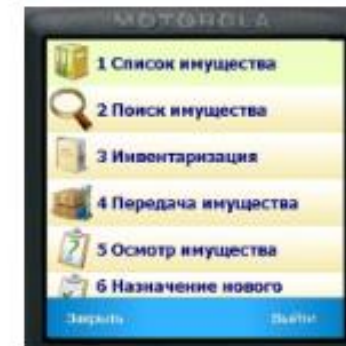 MOTOROLA
1 Список имущества
2 Поиск имущества
3 Инвентаризация
4 Передача имущества
5 Осмотр имущества
6 Назначение нового
Закрыть Выйти